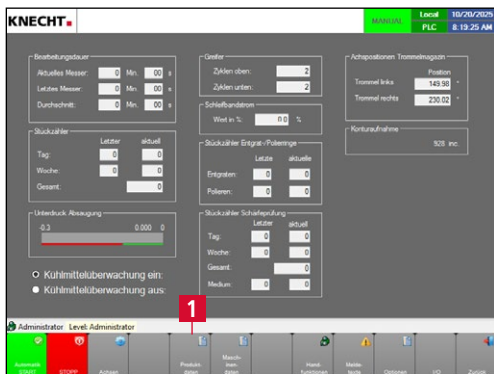 KNECHT
MANUAL
Local
PLC
10/20/2025
8:19:25 AM
Bearbeitungsdauer
Aktuelles Messer: 0 Min. 00 s
Letztes Messer: 0 Min. 00 s
Durchschnitt: 0 Min. 00 s
Stückzähler
Letzter aktuell
Tag: 0 0
Woche: 0 0
Gesamt: 0
Unterdruck Absaugung
-0.3 0.000 0
Kühlmittelüberwachung ein:
Kühlmittelüberwachung aus:
Greifer
Zyklen oben: 2
Zyklen unten: 2
Schleifbandstrom
Wert in %: 0.0 %
Stückzähler Entgrat-/Polierringe
Letzte aktuelle
Entgraten: 0 0
Polieren: 0 0
Stückzähler Schärfeprüfung
Letzter aktuell
Tag: 0 0
Woche: 0 0
Gesamt: 0
Medium: 0 0
Achspositionen Trommelmagazin
Position
Trommel links 149.98 °
Trommel rechts 230.02 °
Konturaufnahme
928 inc.
1
Administrator Level: Administrator
Automatik START
STOPP
Achsen
Produkt-daten
Masch-inen-daten
Hand-funktionen
Melde-texte
Optionen
I/O
Zurück